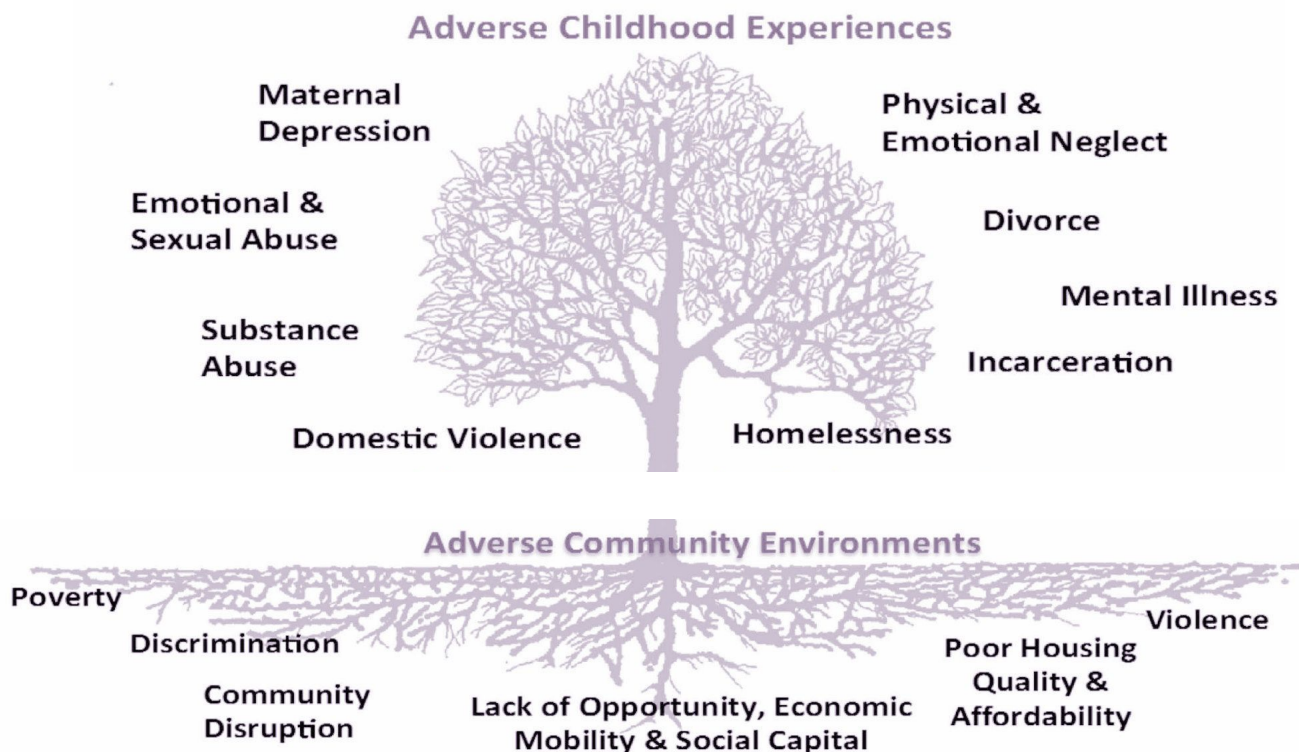 Adverse Childhood Experiences
Maternal
Depression
Physical &
Emotional Neglect
Emotional &
Sexual Abuse
Divorce
Mental Illness
Substance
Abuse
Incarceration
Domestic Violence
Homelessness
Adverse Community Environments
Poverty
Violence
Discrimination
Poor Housing
Quality &
Affordability
Community
Disruption
Lack of Opportunity, Economic
Mobility & Social Capital